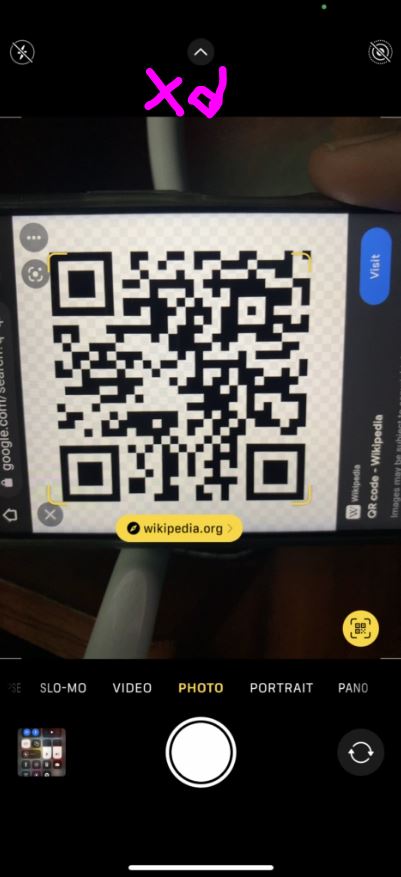 Xd
google.com/search
Visit
Wikipedia
QR code - Wikipedia
Images may be subject to
wikipedia.org
SLO-MO VIDEO PHOTO PORTRAIT PANO